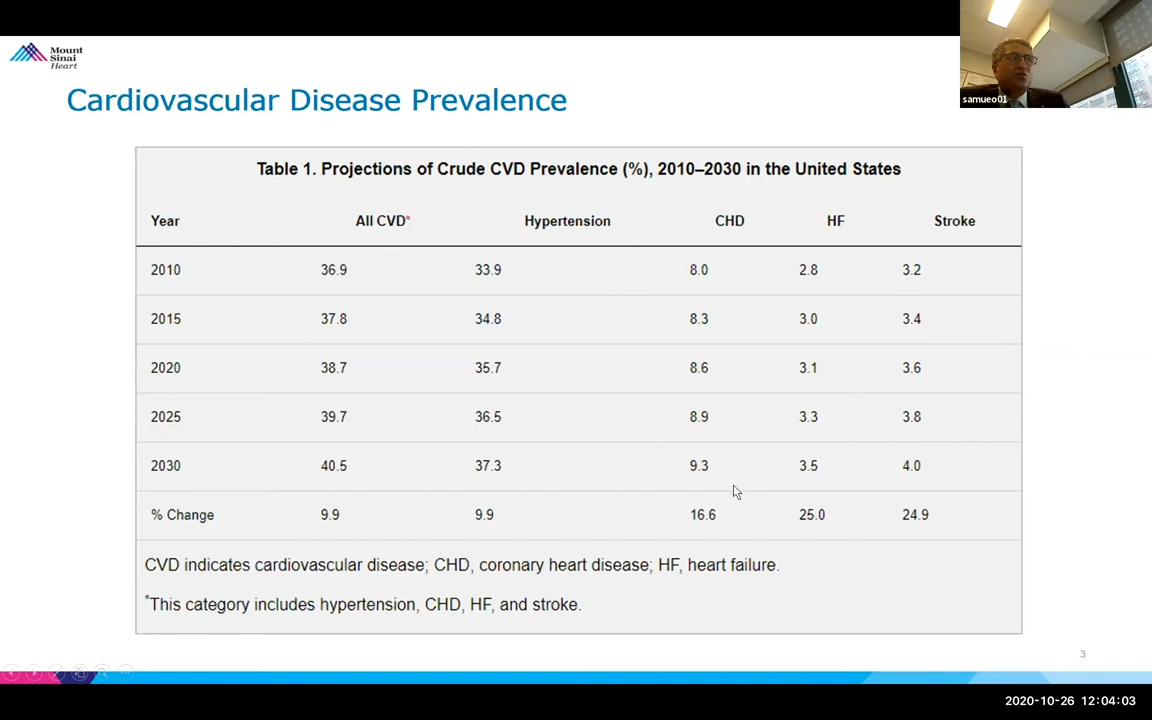 Mount
Sinai
Heart
samueo01
Cardiovascular Disease Prevalence
Table 1. Projections of Crude CVD Prevalence (%), 2010–2030 in the United States
Year All CVD* Hypertension CHD HF Stroke
2010 36.9 33.9 8.0 2.8 3.2
2015 37.8 34.8 8.3 3.0 3.4
2020 38.7 35.7 8.6 3.1 3.6
2025 39.7 36.5 8.9 3.3 3.8
2030 40.5 37.3 9.3 3.5 4.0
% Change 9.9 9.9 16.6 25.0 24.9
CVD indicates cardiovascular disease; CHD, coronary heart disease; HF, heart failure.
*This category includes hypertension, CHD, HF, and stroke.
3
2020-10-26 12:04:03